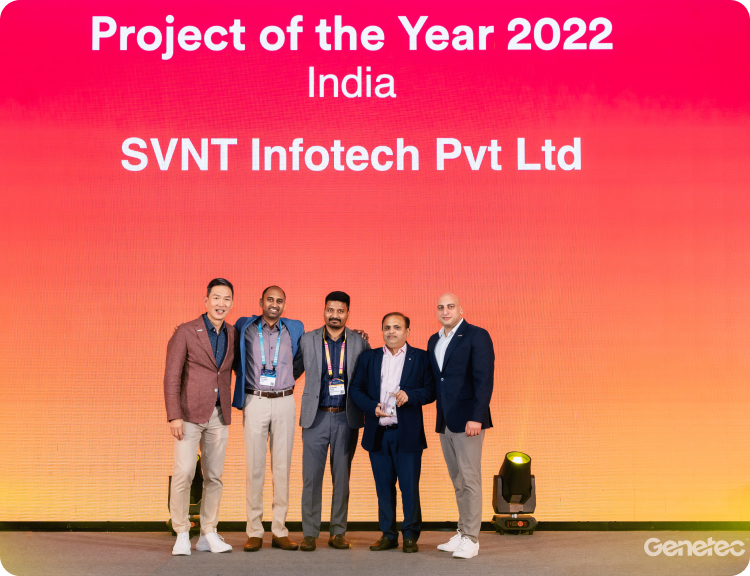 Project of the Year 2022
India
SVNT Infotech Pvt Ltd
Genetec